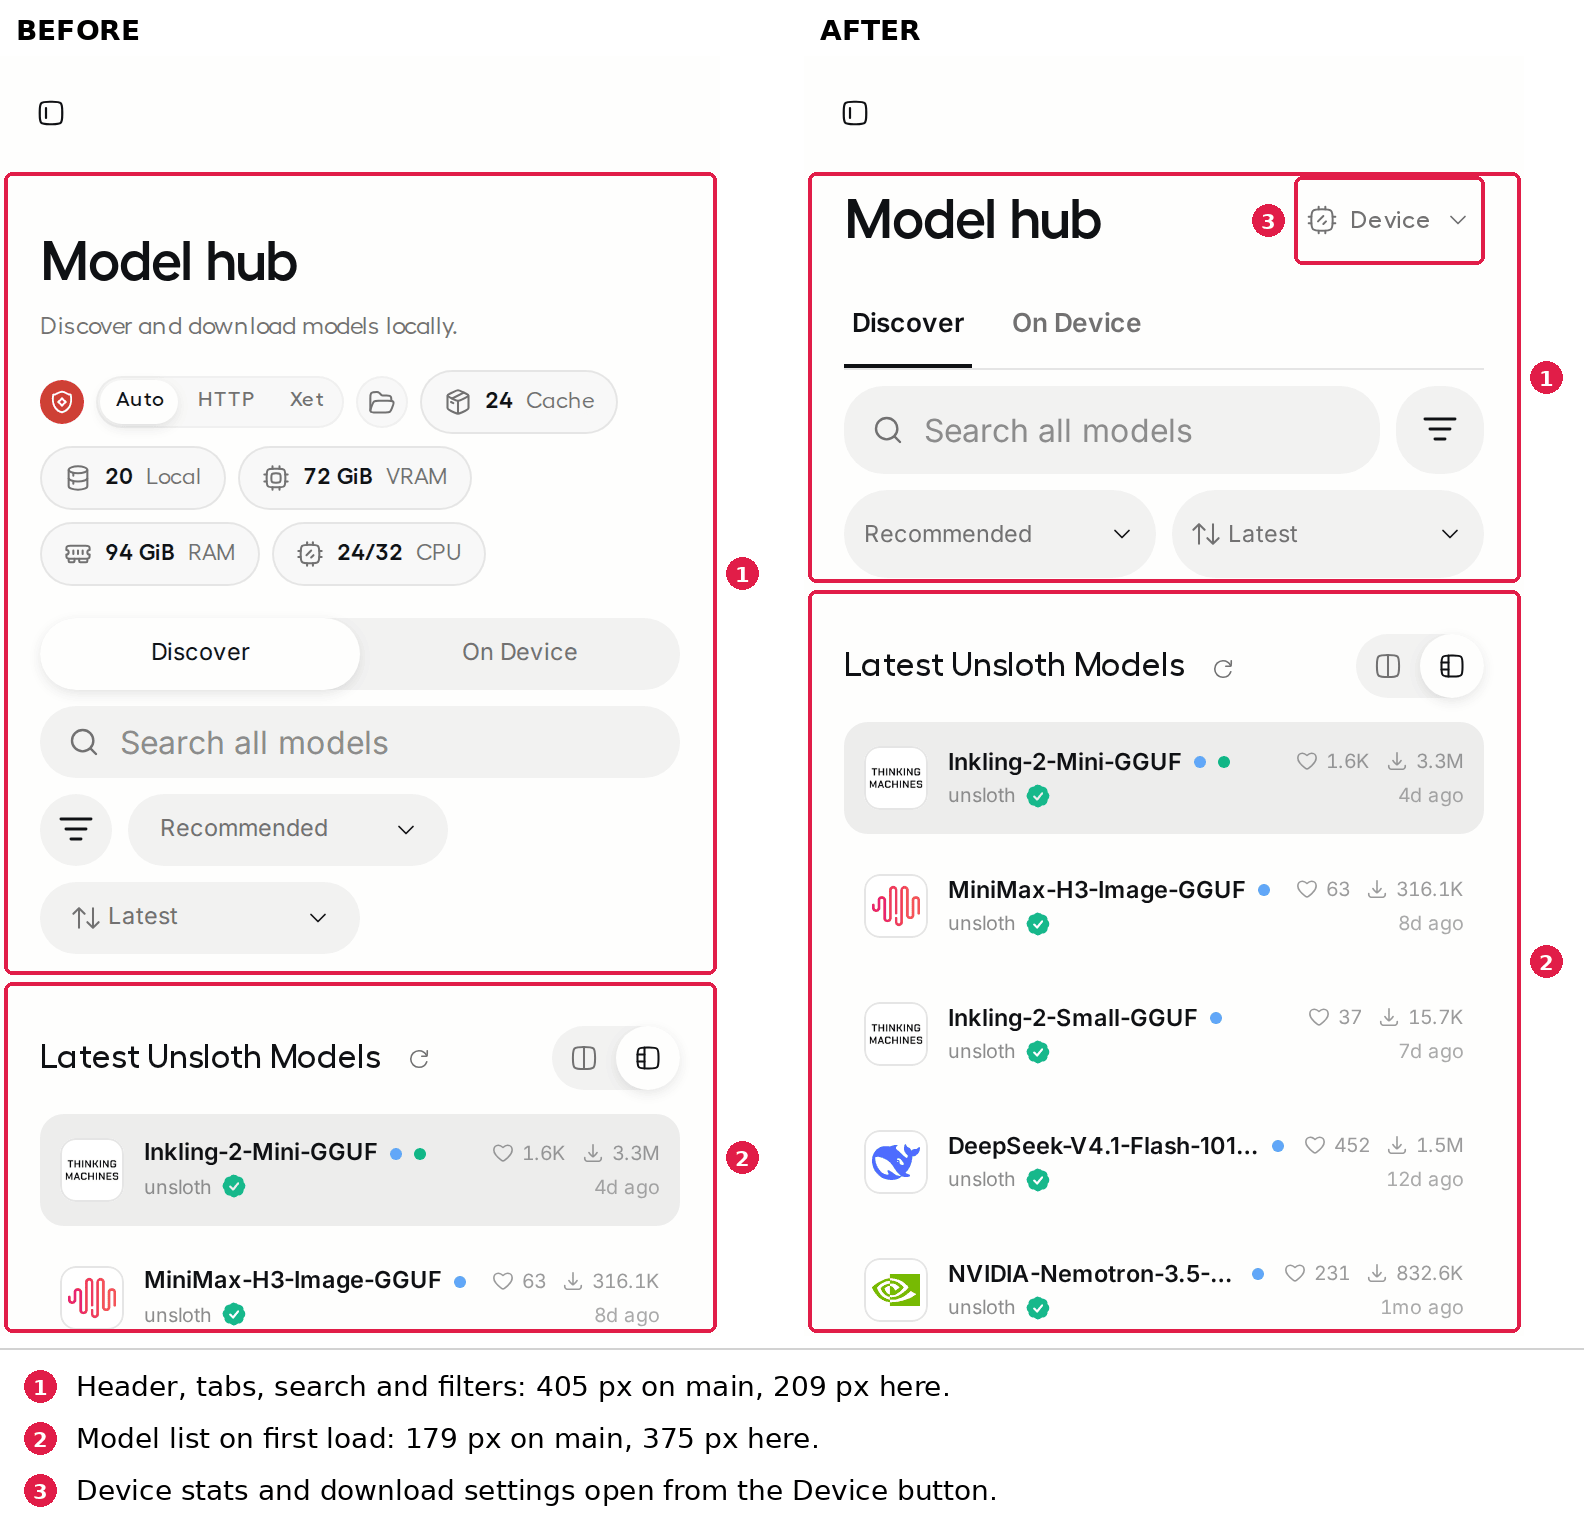 BEFORE
Model hub
Discover and download models locally.
Auto HTTP Xet 24 Cache
20 Local 72 GiB VRAM
94 GiB RAM 24/32 CPU
1
Discover On Device
Search all models
Recommended
Latest
Latest Unsloth Models
THINKING MACHINES
Inkling-2-Mini-GGUF 1.6K 3.3M
unsloth 4d ago
2
MiniMax-H3-Image-GGUF 63 316.1K
unsloth 8d ago
AFTER
Model hub 3 Device
Discover On Device
1
Search all models
Recommended Latest
Latest Unsloth Models
THINKING MACHINES
Inkling-2-Mini-GGUF 1.6K 3.3M
unsloth 4d ago
MiniMax-H3-Image-GGUF 63 316.1K
unsloth 8d ago
2
THINKING MACHINES
Inkling-2-Small-GGUF 37 15.7K
unsloth 7d ago
DeepSeek-V4.1-Flash-101... 452 1.5M
unsloth 12d ago
NVIDIA-Nemotron-3.5-... 231 832.6K
unsloth 1mo ago
1 Header, tabs, search and filters: 405 px on main, 209 px here.
2 Model list on first load: 179 px on main, 375 px here.
3 Device stats and download settings open from the Device button.